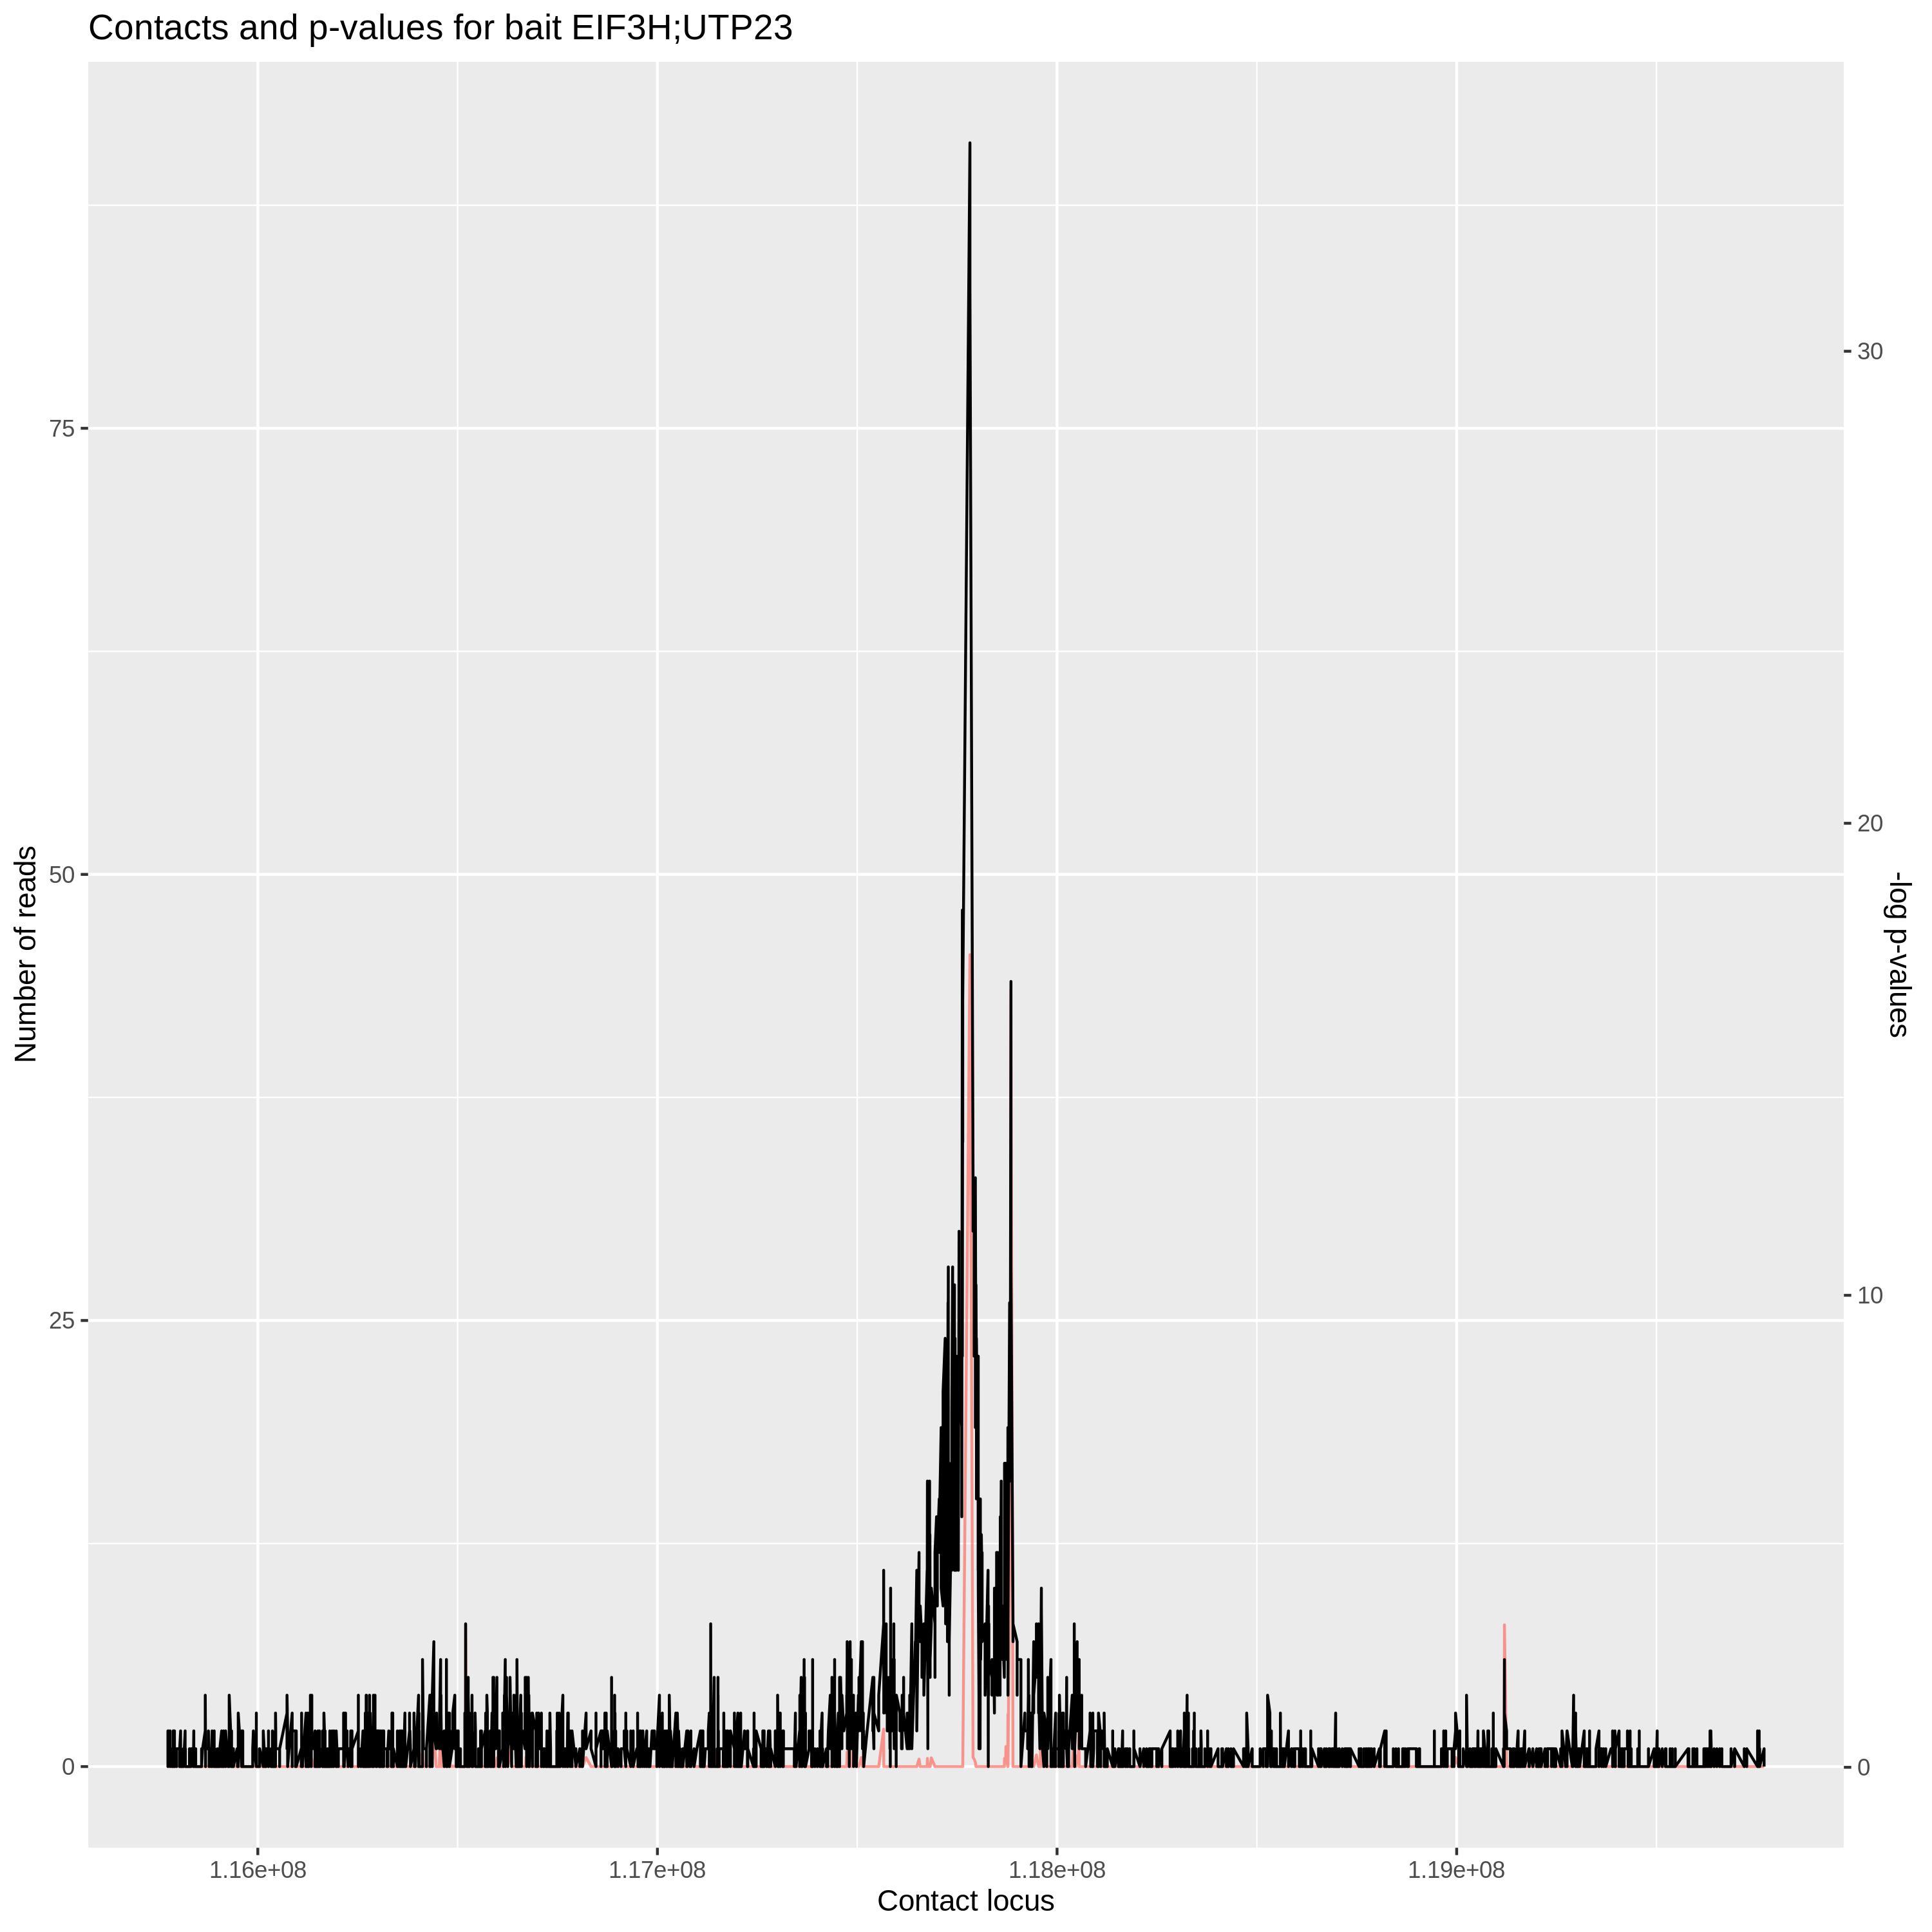 Contacts and p-values for bait EIF3H;UTP23
Number of reads
75
50
25
0
30
20
10
0
-log p-values
1.16e+08
1.17e+08
1.18e+08
1.19e+08
Contact locus